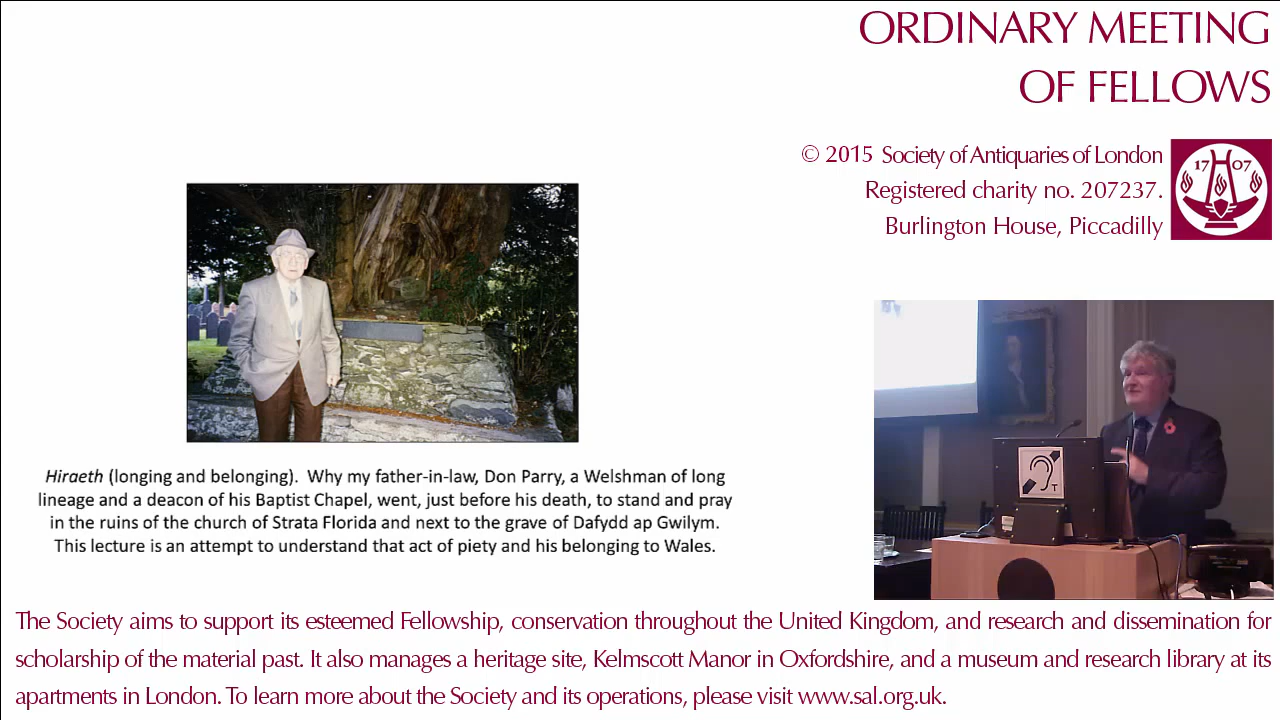 ORDINARY MEETING
OF FELLOWS
© 2015 Society of Antiquaries of London
Registered charity no. 207237.
Burlington House, Piccadilly
17 07
Hiraeth (longing and belonging). Why my father-in-law, Don Parry, a Welshman of long
lineage and a deacon of his Baptist Chapel, went, just before his death, to stand and pray
in the ruins of the church of Strata Florida and next to the grave of Dafydd ap Gwilym.
This lecture is an attempt to understand that act of piety and his belonging to Wales.
T
The Society aims to support its esteemed Fellowship, conservation throughout the United Kingdom, and research and dissemination for
scholarship of the material past. It also manages a heritage site, Kelmscott Manor in Oxfordshire, and a museum and research library at its
apartments in London. To learn more about the Society and its operations, please visit www.sal.org.uk.